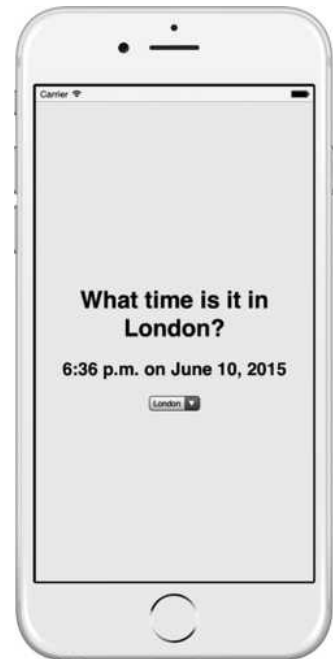 Carrier
What time is it in
London?
6:36 p.m. on June 10, 2015
London